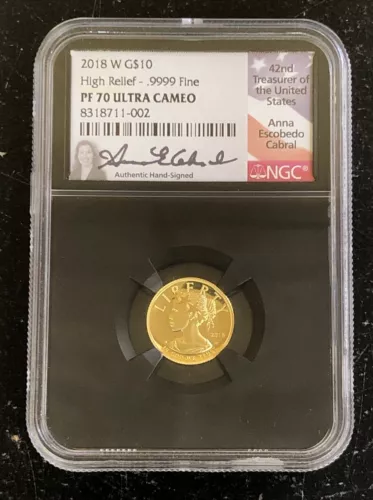 2018 W G$10
High Relief - .9999 Fine
PF 70 ULTRA CAMEO
8318711-002
Authentic Hand-Signed
42nd
Treasurer of
the United
States
Anna
Escobedo
Cabral
NGC
LIBERTY
2018